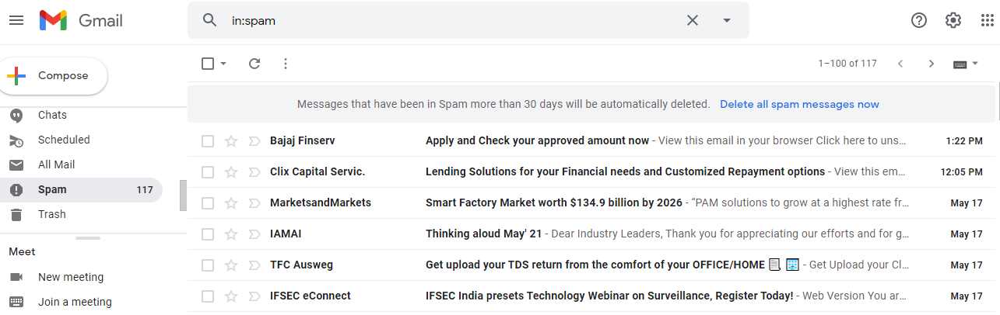 Gmail
in:spam
Compose
1–100 of 117
Messages that have been in Spam more than 30 days will be automatically deleted. Delete all spam messages now
Chats
Scheduled
All Mail
Spam 117
Trash
Meet
New meeting
Join a meeting
Bajaj Finserv Apply and Check your approved amount now - View this email in your browser Click here to uns… 1:22 PM
Clix Capital Servic. Lending Solutions for your Financial needs and Customized Repayment options - View this em… 12:05 PM
MarketsandMarkets Smart Factory Market worth $134.9 billion by 2026 - “PAM solutions to grow at a highest rate fr… May 17
IAMAI Thinking aloud May' 21 - Dear Industry Leaders, Thank you for appreciating our efforts and for g… May 17
TFC Ausweg Get upload your TDS return from the comfort of your OFFICE/HOME - Get Upload your Cl… May 17
IFSEC eConnect IFSEC India presets Technology Webinar on Surveillance, Register Today! - Web Version You ar… May 17